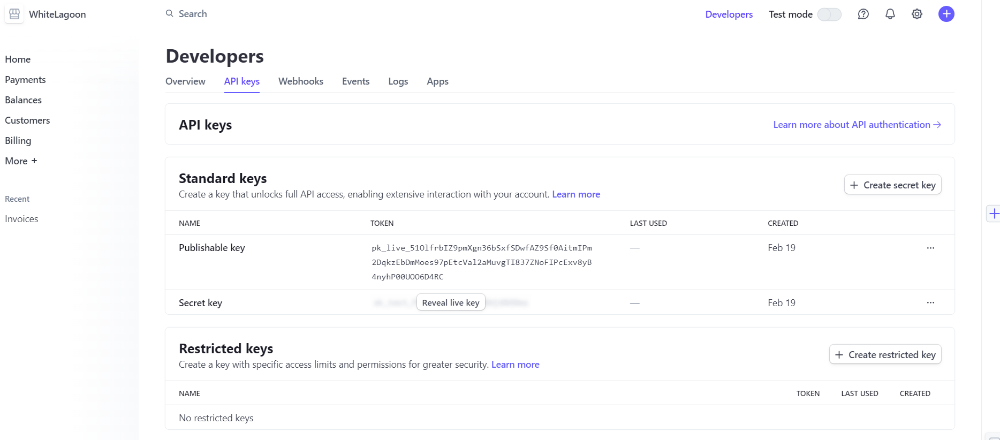 WhiteLagoon
Search
Developers
Test mode
Home
Payments
Balances
Customers
Billing
More +
Recent
Invoices
Developers
Overview API keys Webhooks Events Logs Apps
API keys
Learn more about API authentication →
Standard keys
Create a key that unlocks full API access, enabling extensive interaction with your account. Learn more
+ Create secret key
NAME TOKEN LAST USED CREATED
Publishable key
pk_live_51OlfrbIZ9pmXgn36bSxfSDwfAZ9Sf0AitmIPm
2DqkzEbDmMoes97pEtcVal2aMuvgTI837ZNoFIPcExv8yB
4nyhP00UOO6D4RC
— Feb 19 ...
Secret key Reveal live key — Feb 19 ...
Restricted keys
Create a key with specific access limits and permissions for greater security. Learn more
+ Create restricted key
NAME TOKEN LAST USED CREATED
No restricted keys